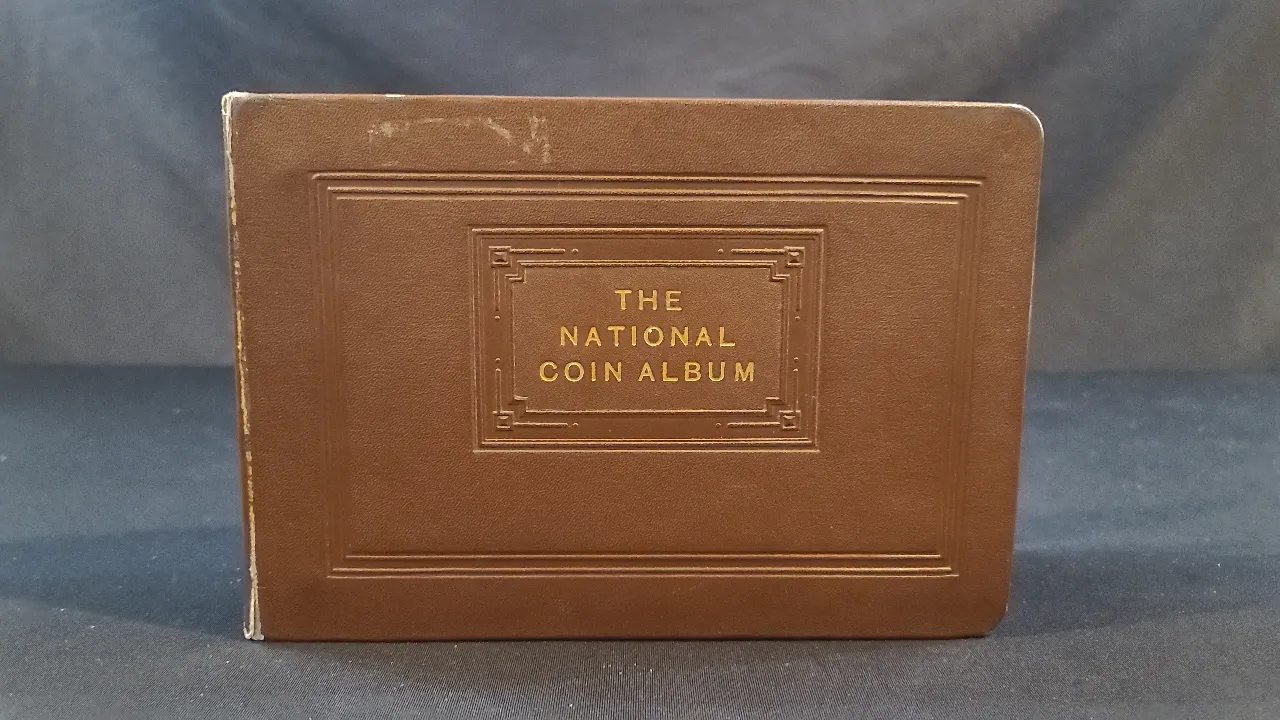 THE
NATIONAL
COIN ALBUM